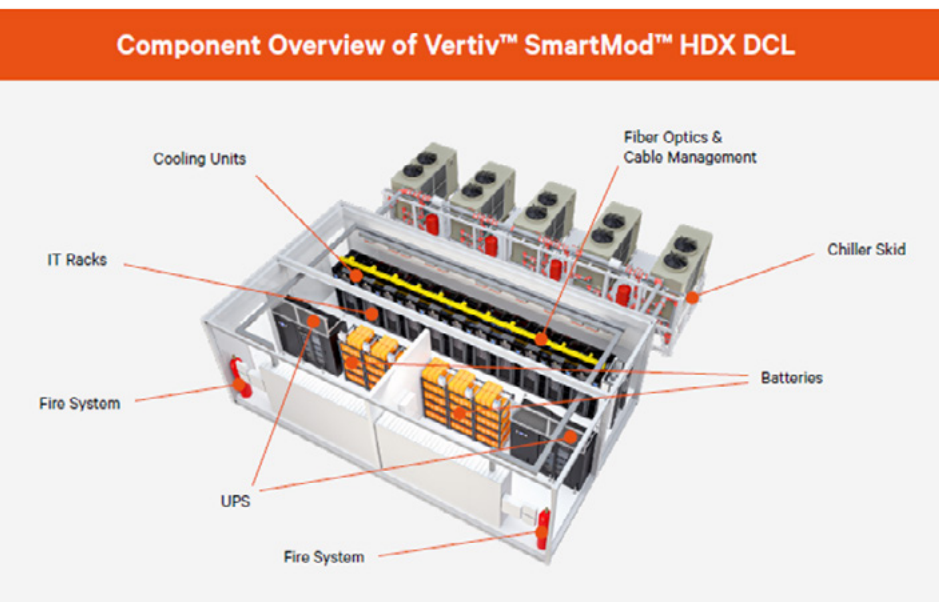 Component Overview of Vertiv™ SmartMod™ HDX DCL
Fiber Optics &
Cable Management
Cooling Units
Chiller Skid
IT Racks
Batteries
Fire System
UPS
Fire System